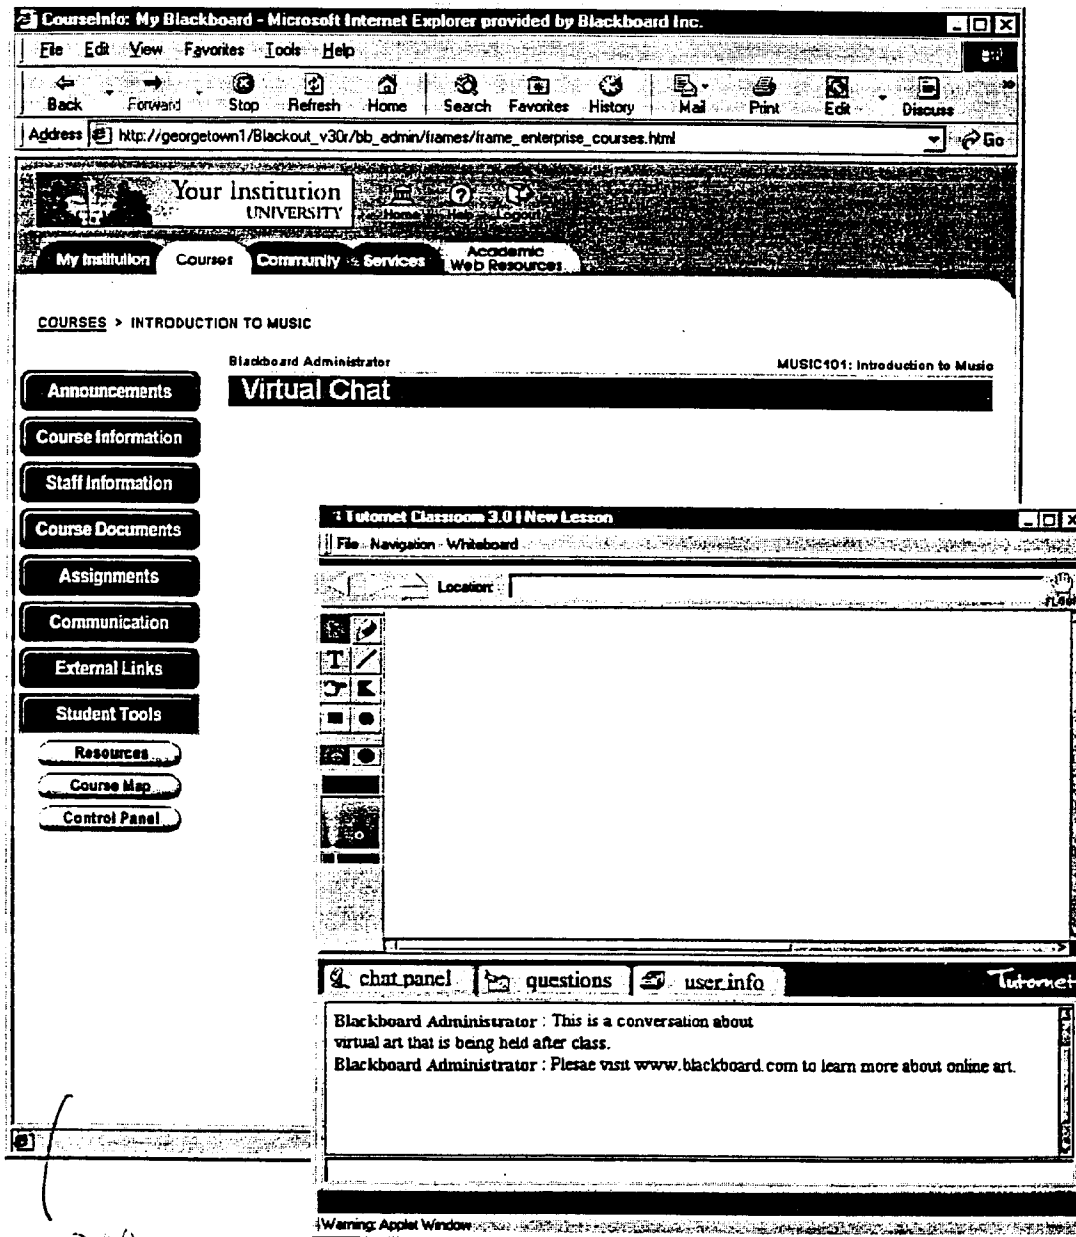 CourseInfo: My Blackboard - Microsoft Internet Explorer provided by Blackboard Inc.
File Edit View Favorites Tools Help
Back Forward Stop Refresh Home Search Favorites History Mail Print Edit Discuss
Address http://georgetown1/Blackout_v30r/bb_admin/frames/frame_enterprise_courses.html Go
Your Institution
UNIVERSITY
Home Help Logout
My Institution Courses Community Services Academic Web Resources
COURSES > INTRODUCTION TO MUSIC
Blackboard Administrator MUSIC101: Introduction to Music
Virtual Chat
Announcements
Course Information
Staff Information
Course Documents
Assignments
Communication
External Links
Student Tools
Resources
Course Map
Control Panel
Tutornet Classroom 3.0 | New Lesson
File Navigation Whiteboard
Location:
T
chat_panel questions user_info Tutornet
Blackboard Administrator : This is a conversation about
virtual art that is being held after class.
Blackboard Administrator : Plesae visit www.blackboard.com to learn more about online art.
Warning: Applet Window